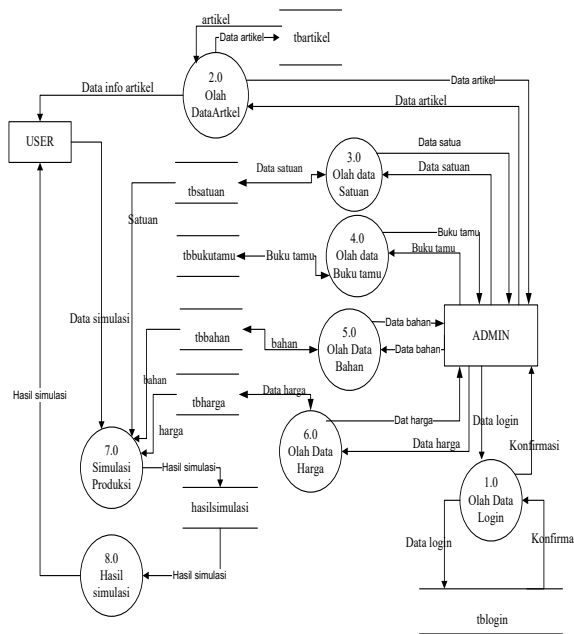 artikel
Data artikel
tbartikel
2.0
Olah
DataArtkel
Data info artikel
Data artikel
Data artikel
USER
3.0
Olah data
Satuan
Data satua
Data satuan
Data satuan
tbsatuan
Satuan
4.0
Olah data
Buku tamu
Buku tamu
Buku tamu
tbbukutamu
Buku tamu
Data simulasi
ADMIN
5.0
Olah Data
Bahan
Data bahan
Data bahan
tbbahan
bahan
bahan
Data harga
tbharga
harga
Hasil simulasi
6.0
Olah Data
Harga
Dat harga
Data harga
Data login
Konfirmasi
7.0
Simulasi
Produksi
Hasil simulasi
hasilsimulasi
1.0
Olah Data
Login
Data login
Konfirma
8.0
Hasil
simulasi
Hasil simulasi
tblogin